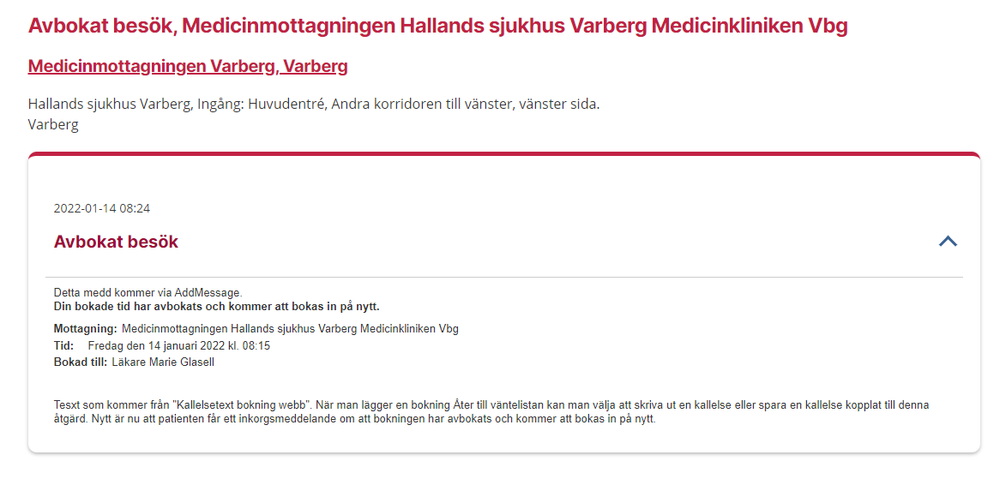 Avbokat besök, Medicinmottagningen Hallands sjukhus Varberg Medicinkliniken Vbg
Medicinmottagningen Varberg, Varberg
Hallands sjukhus Varberg, Ingång: Huvudentré, Andra korridoren till vänster, vänster sida.
Varberg
2022-01-14 08:24
Avbokat besök
Detta medd kommer via AddMessage.
Din bokade tid har avbokats och kommer att bokas in på nytt.
Mottagning: Medicinmottagningen Hallands sjukhus Varberg Medicinkliniken Vbg
Tid: Fredag den 14 januari 2022 kl. 08:15
Bokad till: Läkare Marie Glasell
Tesxt som kommer från "Kallelsetext bokning webb". När man lägger en bokning Åter till väntelistan kan man välja att skriva ut en kallelse eller spara en kallelse kopplat till denna
åtgärd. Nytt är nu att patienten får ett inkorgsmeddelande om att bokningen har avbokats och kommer att bokas in på nytt.